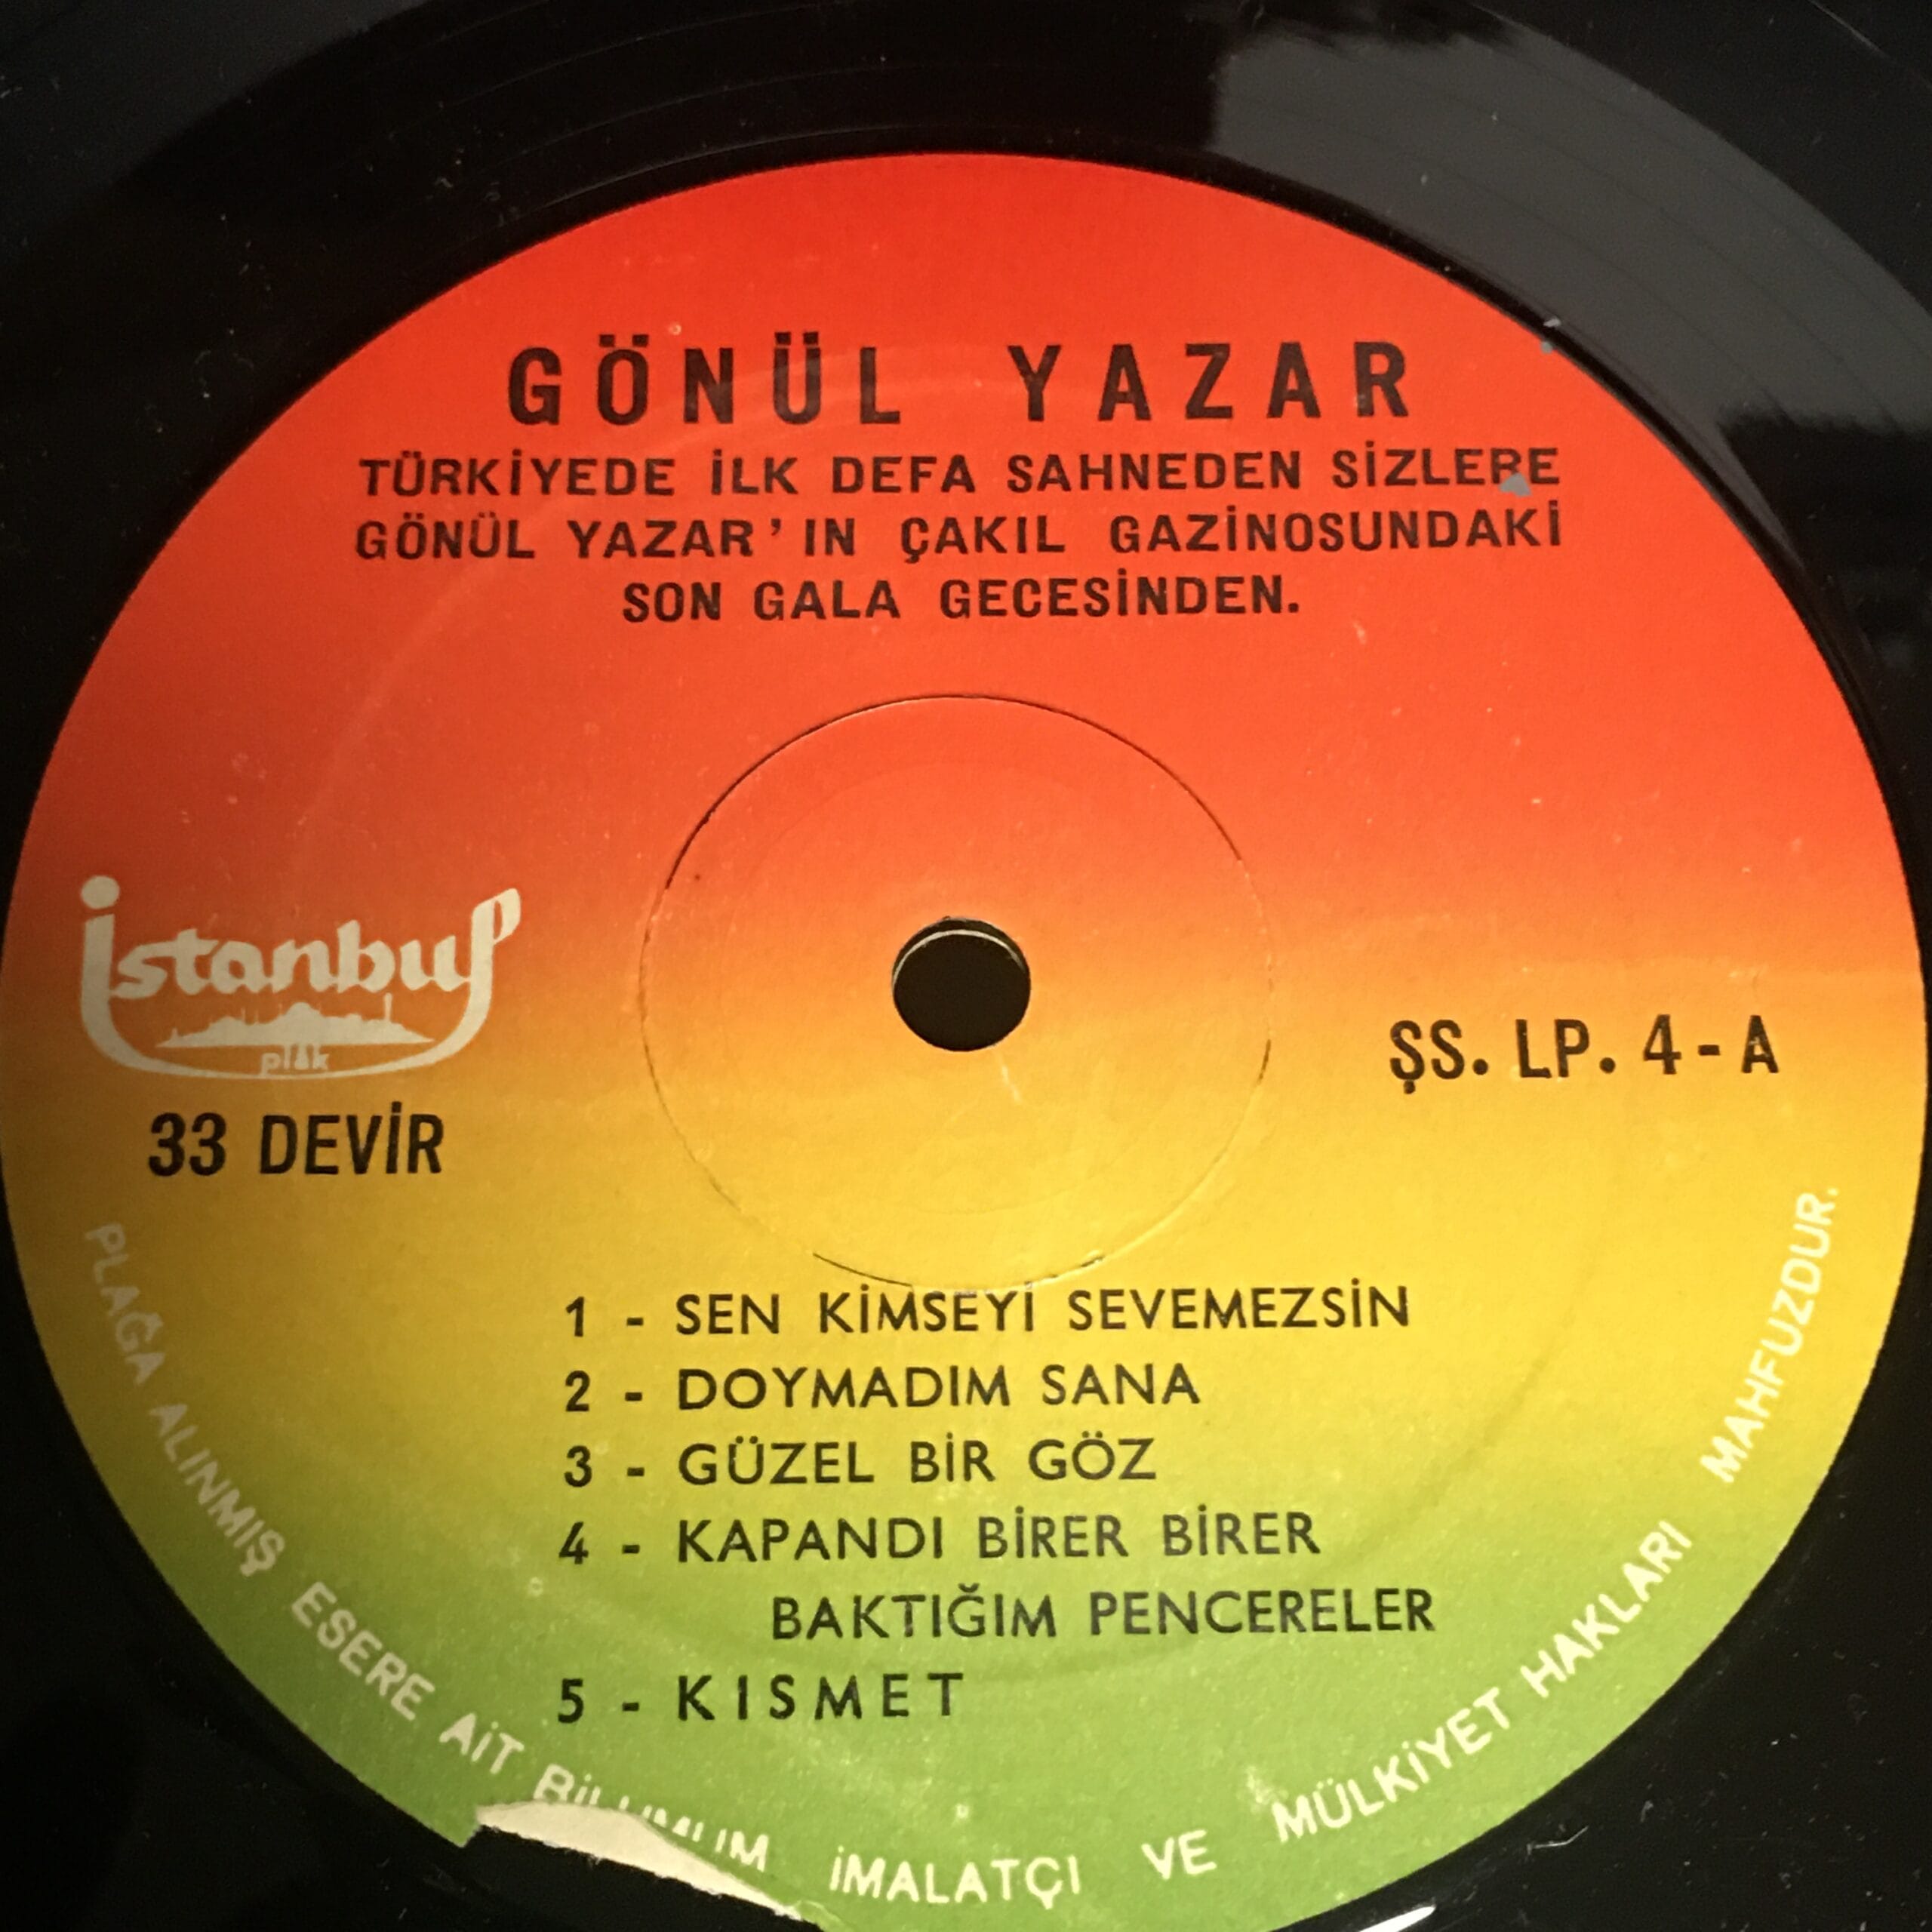 GÖNÜL YAZAR
TÜRKİYEDE İLK DEFA SAHNEDEN SİZLERE
GÖNÜL YAZAR'IN ÇAKIL GAZİNOSUNDAKİ
SON GALA GECESİNDEN.
istanbul
plak
33 DEVİR
ŞS. LP. 4 - A
1 - SEN KİMSEYİ SEVEMEZSİN
2 - DOYMADIM SANA
3 - GÜZEL BİR GÖZ
4 - KAPANDI BİRER BİRER
BAKTIĞIM PENCERELER
5 - KISMET
PLAĞA ALINMIŞ ESERE AİT BİLUMUM İMALATÇI VE MÜLKİYET HAKLARI MAHFUZDUR.